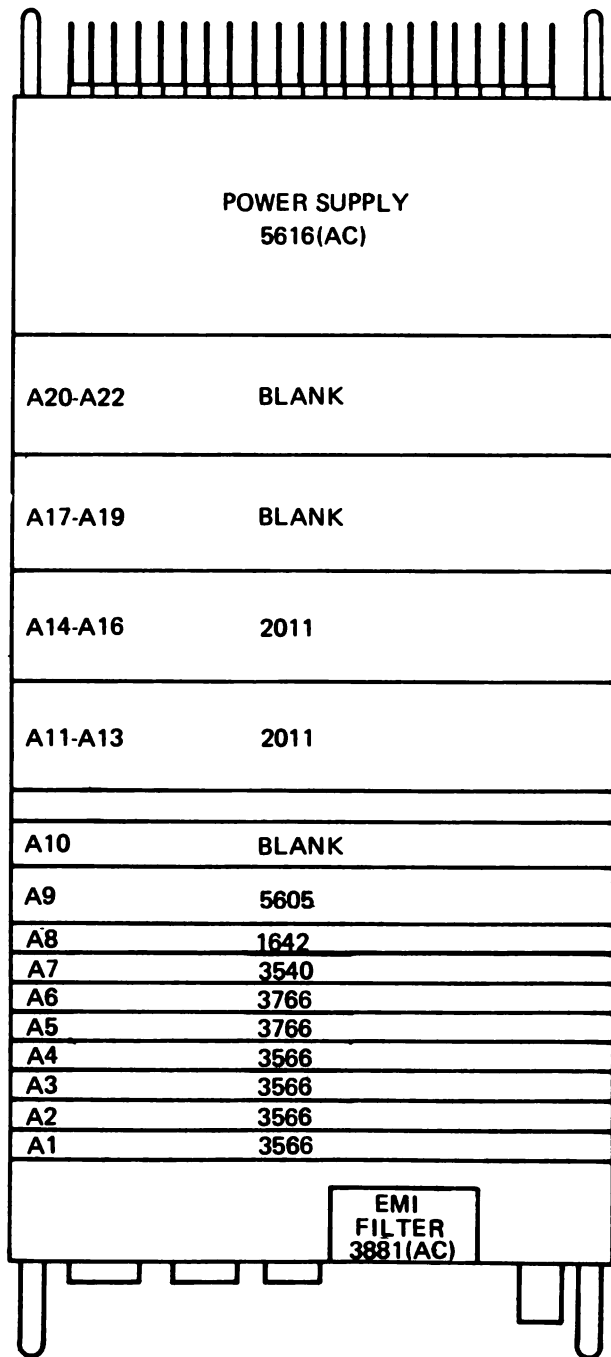 POWER SUPPLY
5616(AC)
A20-A22 BLANK
A17-A19 BLANK
A14-A16 2011
A11-A13 2011
A10 BLANK
A9 5605
A8 1642
A7 3540
A6 3766
A5 3766
A4 3566
A3 3566
A2 3566
A1 3566
EMI
FILTER
3881(AC)